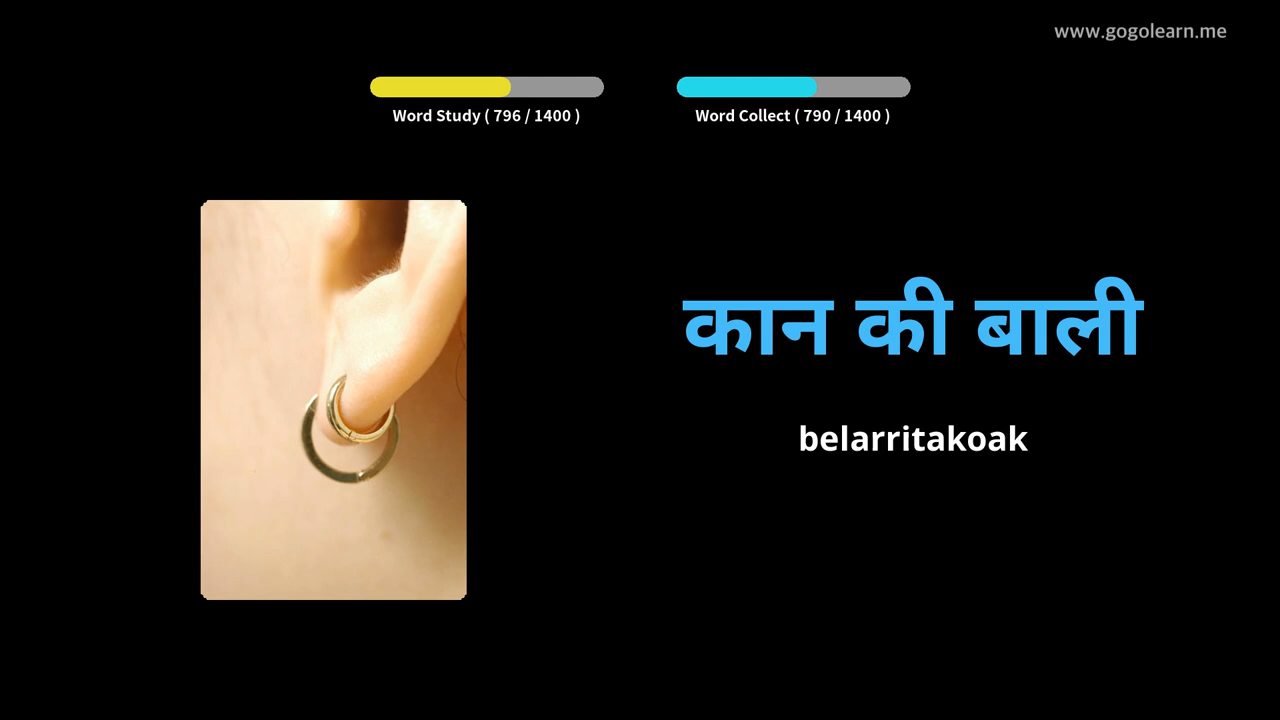 www.gogolearn.me
Word Study ( 796 / 1400 )
Word Collect ( 790 / 1400 )
कान की बाली
belarritakoak